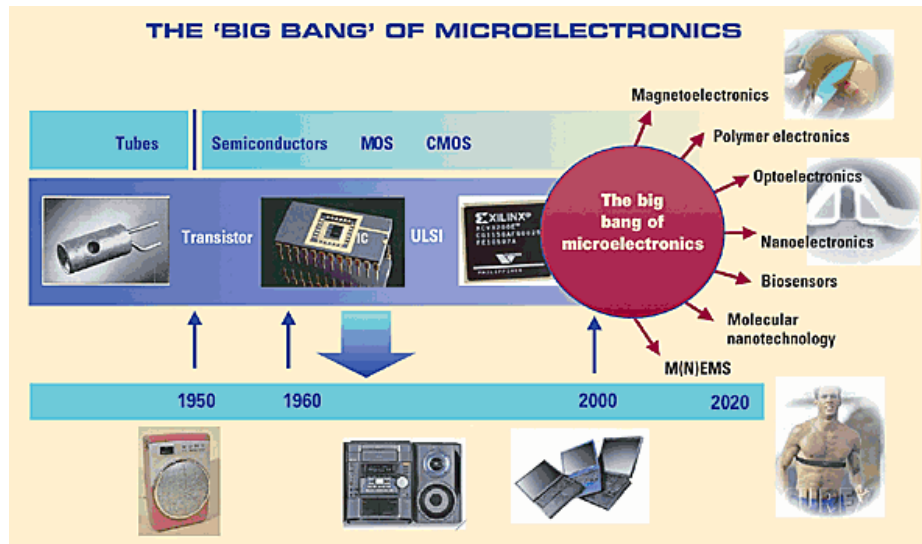 THE 'BIG BANG' OF MICROELECTRONICS
Magnetoelectronics
Tubes
Semiconductors MOS CMOS
Polymer electronics
Optoelectronics
The big
bang of
microelectronics
Transistor
IC
ULSI
XILINX
Nanoelectronics
Biosensors
Molecular
nanotechnology
M(N)EMS
1950 1960 2000 2020